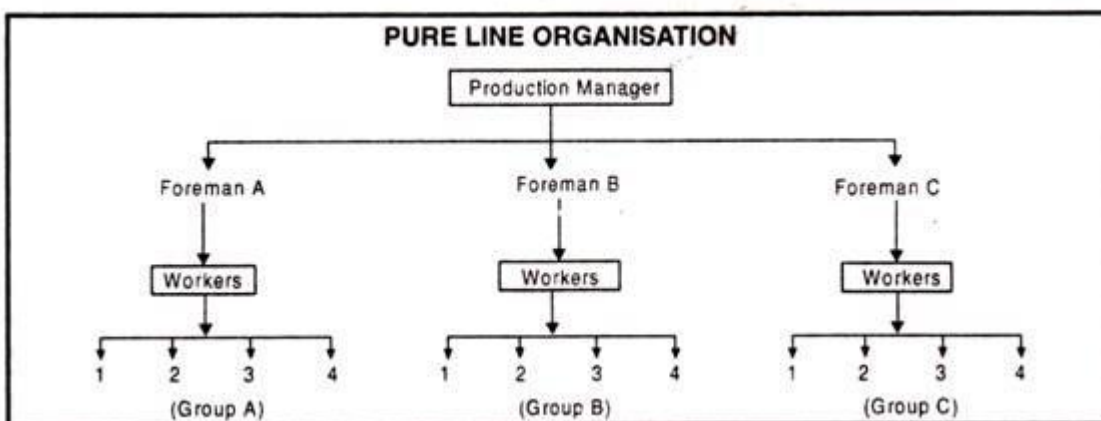 PURE LINE ORGANISATION
Production Manager
Foreman A Foreman B Foreman C
Workers Workers Workers
1 2 3 4 1 2 3 4 1 2 3 4
(Group A) (Group B) (Group C)